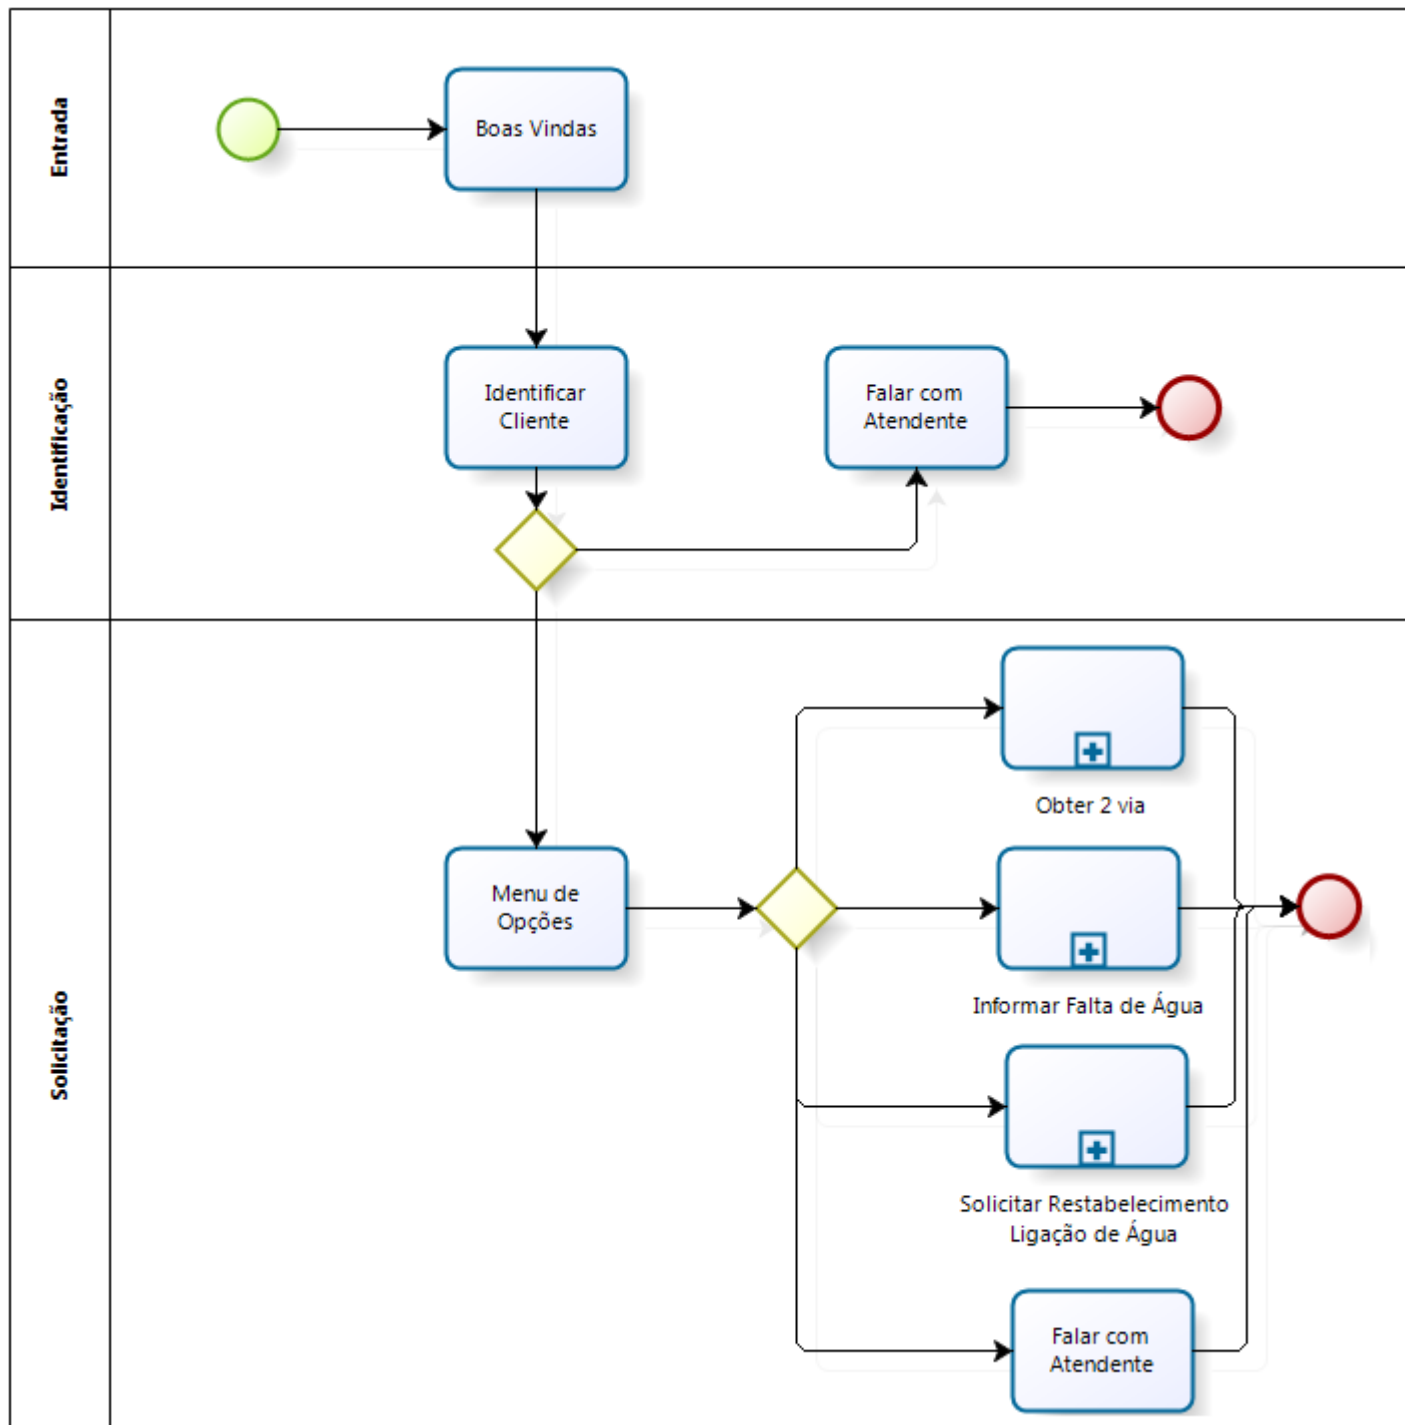 Entrada
Boas Vindas
Identificação
Identificar
Cliente
Falar com
Atendente
Solicitação
Menu de
Opções
Obter 2 via
Informar Falta de Água
Solicitar Restabelecimento
Ligação de Água
Falar com
Atendente